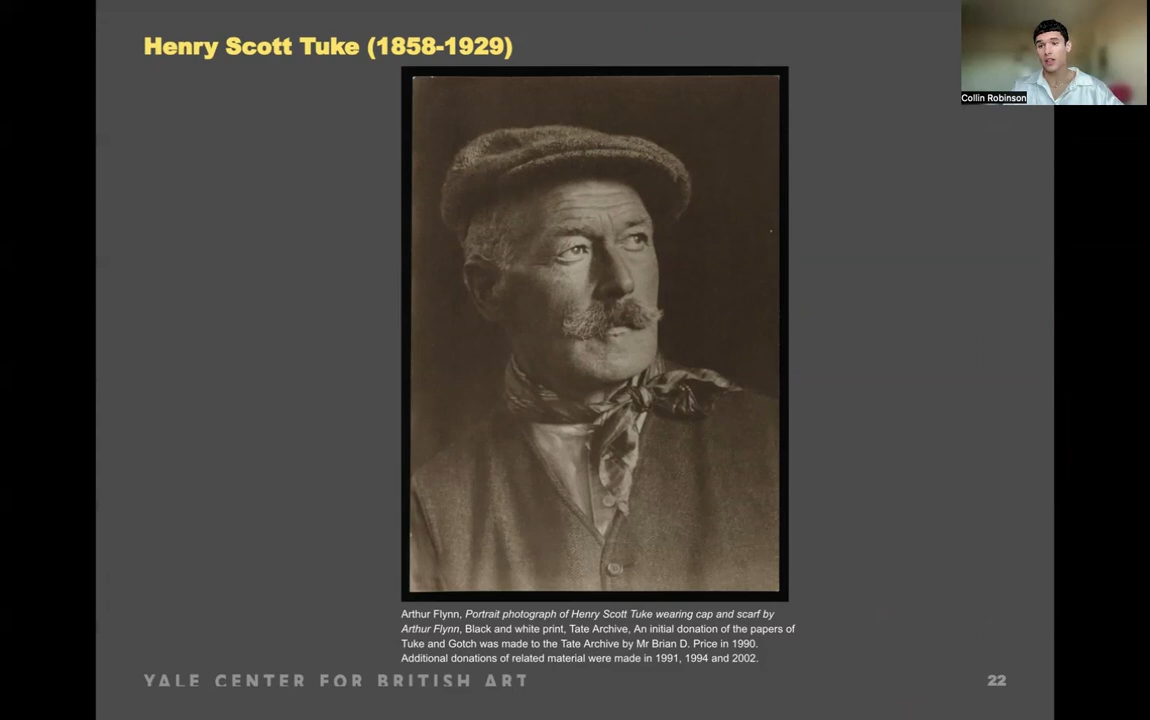 Henry Scott Tuke (1858-1929)
Collin Robinson
Arthur Flynn, Portrait photograph of Henry Scott Tuke wearing cap and scarf by
Arthur Flynn, Black and white print, Tate Archive, An initial donation of the papers of
Tuke and Gotch was made to the Tate Archive by Mr Brian D. Price in 1990.
Additional donations of related material were made in 1991, 1994 and 2002.
YALE CENTER FOR BRITISH ART
22